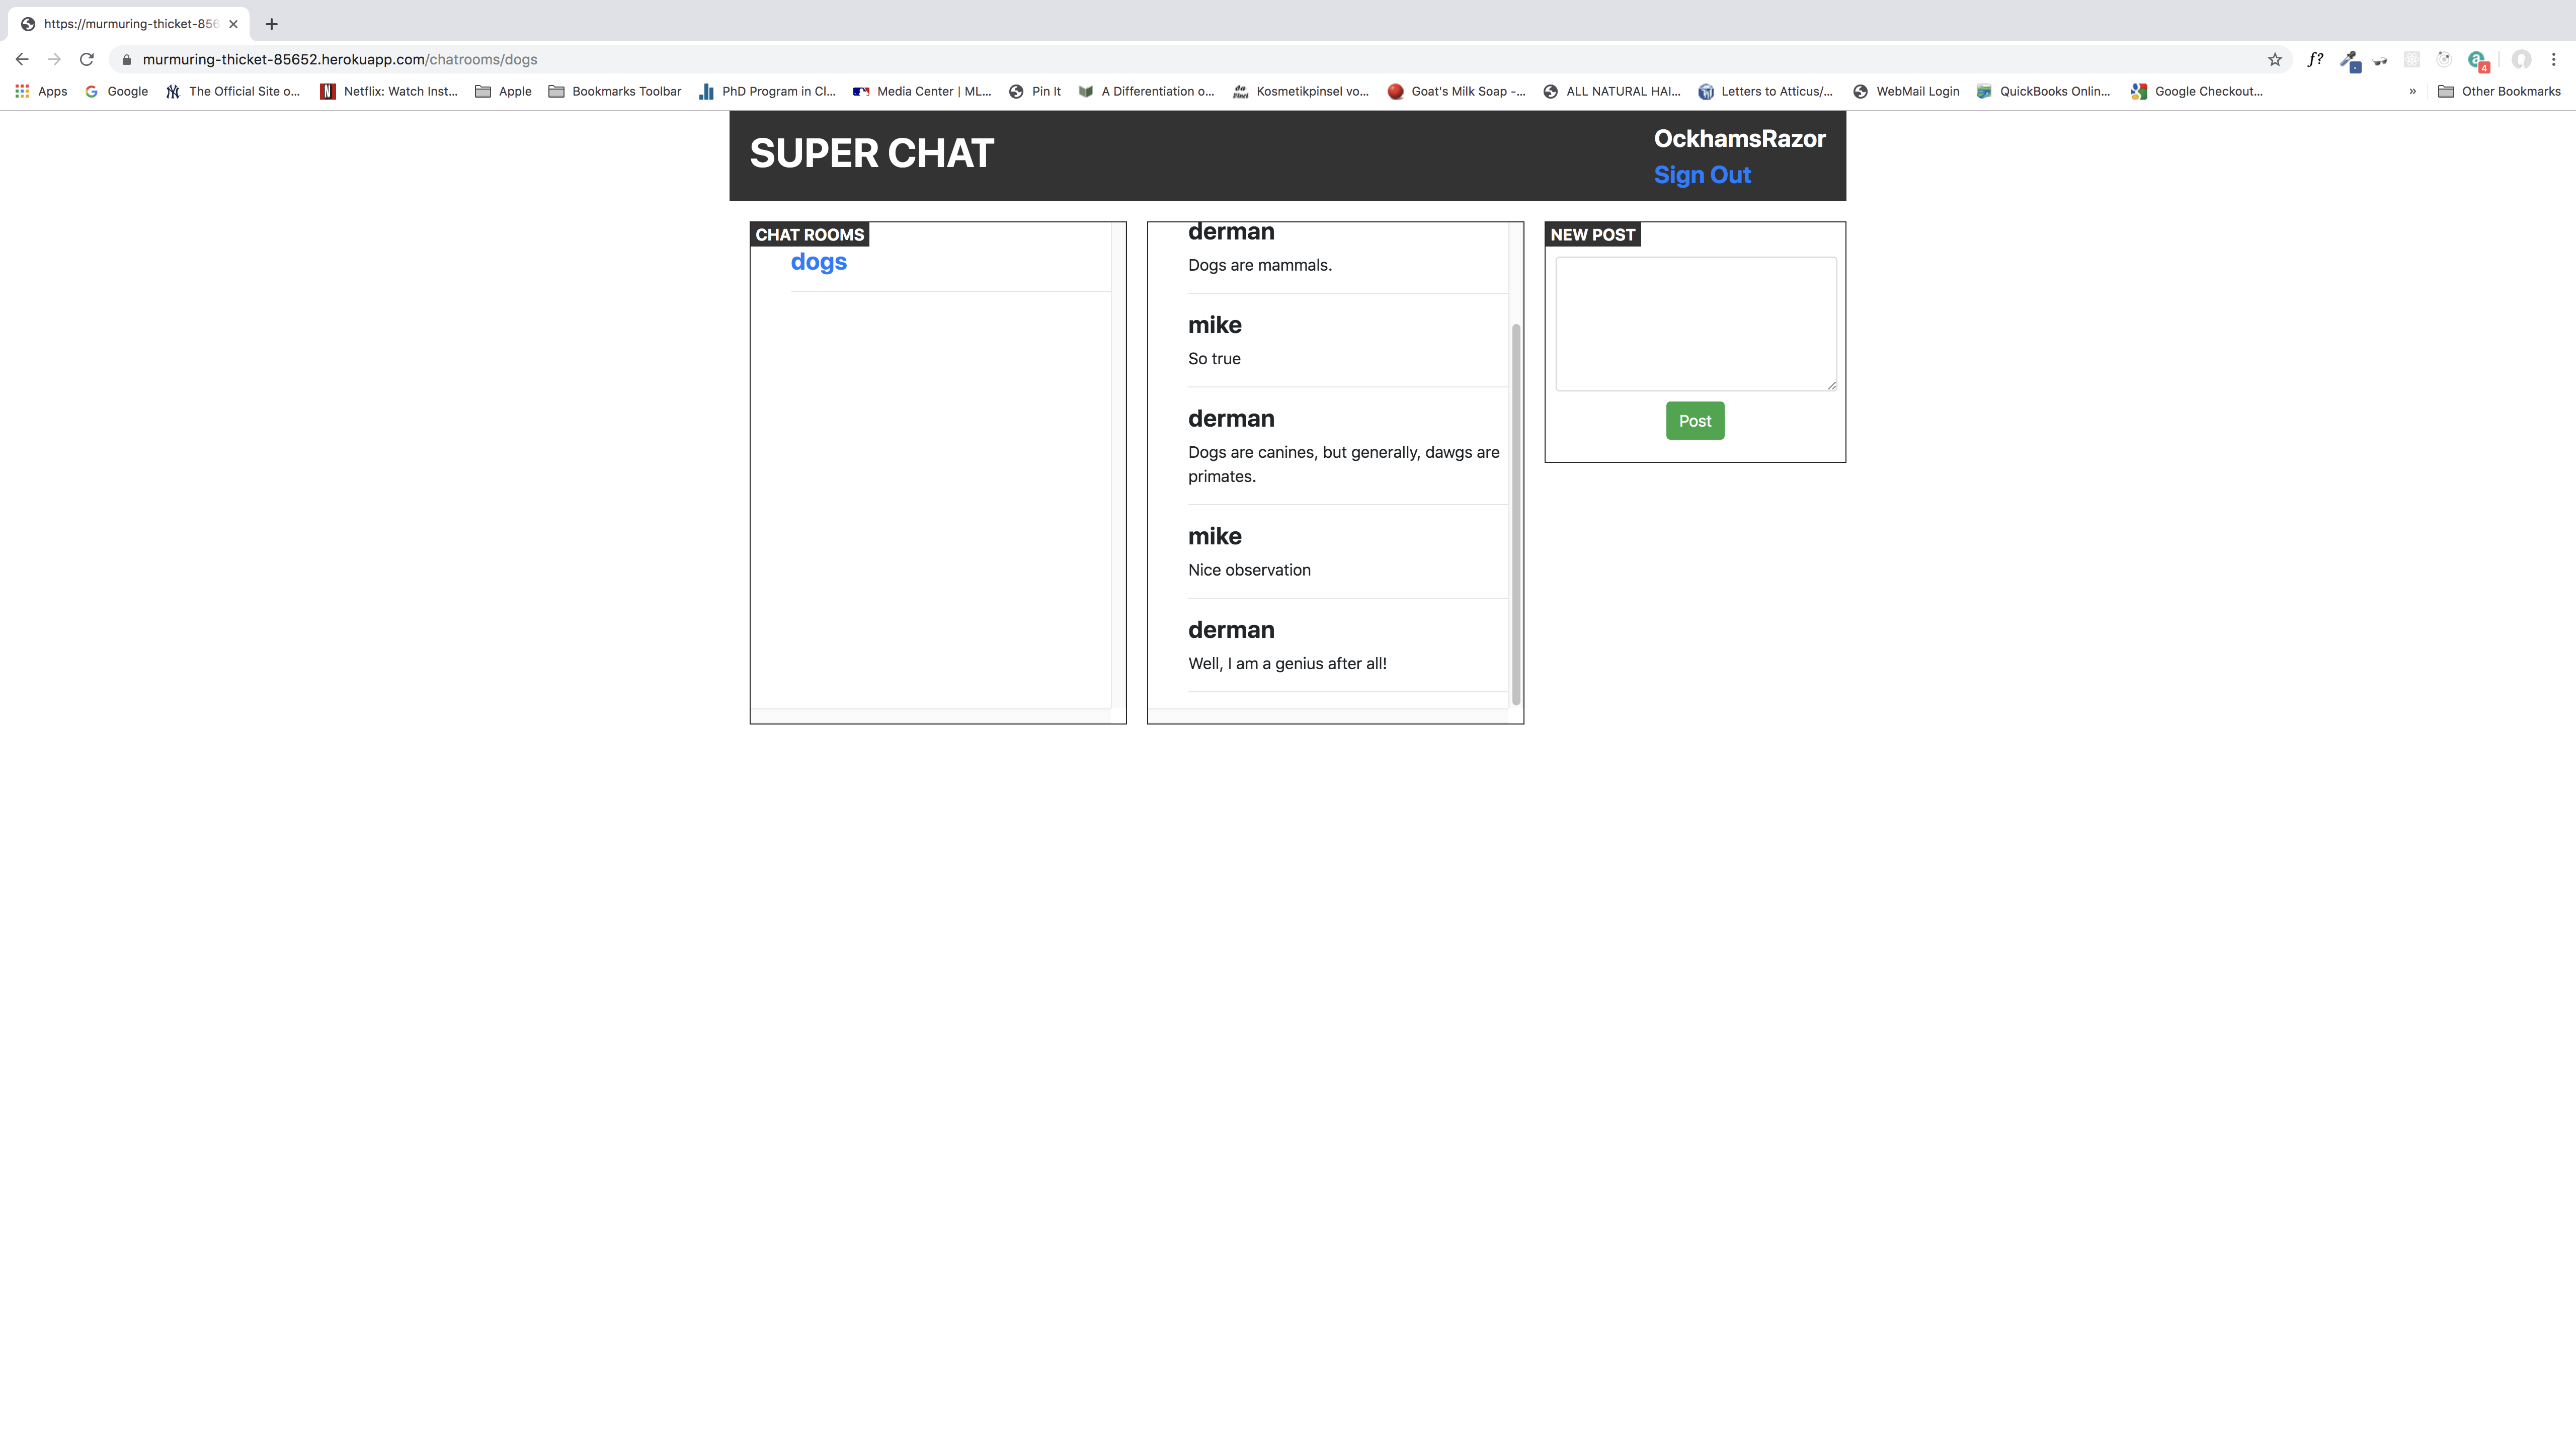 https://murmuring-thicket-856
murmuring-thicket-85652.herokuapp.com/chatrooms/dogs
f?
a
4
Apps
Google
The Official Site o...
Netflix: Watch Inst...
Apple
Bookmarks Toolbar
PhD Program in Cl...
Media Center | ML...
Pin It
A Differentiation o...
Kosmetikpinsel vo...
Goat's Milk Soap -...
ALL NATURAL HAI...
Letters to Atticus/...
WebMail Login
QuickBooks Onlin...
Google Checkout...
»
Other Bookmarks
SUPER CHAT
OckhamsRazor
Sign Out
CHAT ROOMS
dogs
derman
Dogs are mammals.
mike
So true
derman
Dogs are canines, but generally, dawgs are
primates.
mike
Nice observation
derman
Well, I am a genius after all!
NEW POST
Post